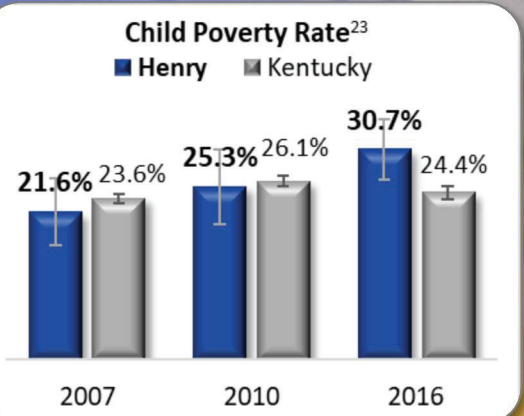 Child Poverty Rate23
Henry Kentucky
21.6% 23.6% 25.3% 26.1% 30.7% 24.4%
2007 2010 2016